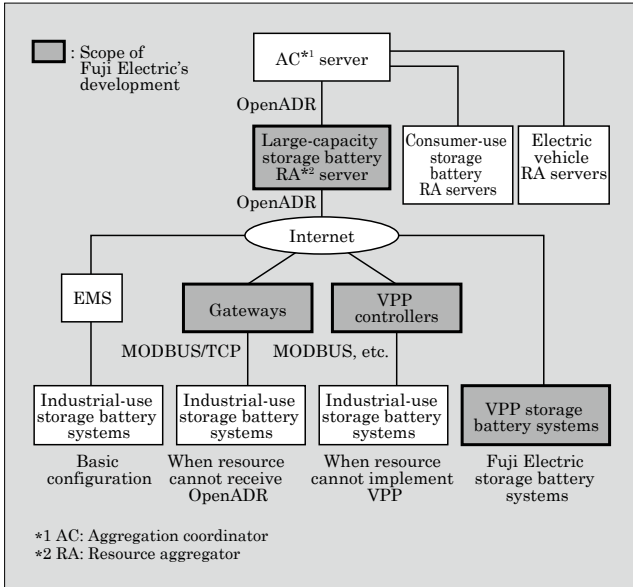 : Scope of
Fuji Electric's
development
AC*1 server
OpenADR
Large-capacity
storage battery
RA*2 server
Consumer-use
storage
battery
RA servers
Electric
vehicle
RA servers
OpenADR
Internet
EMS
Gateways
VPP
controllers
MODBUS/TCP
MODBUS, etc.
Industrial-use
storage battery
systems
Industrial-use
storage battery
systems
Industrial-use
storage battery
systems
VPP storage
battery systems
Basic
configuration
When resource
cannot receive
OpenADR
When resource
cannot implement
VPP
Fuji Electric
storage battery
systems
*1 AC: Aggregation coordinator
*2 RA: Resource aggregator